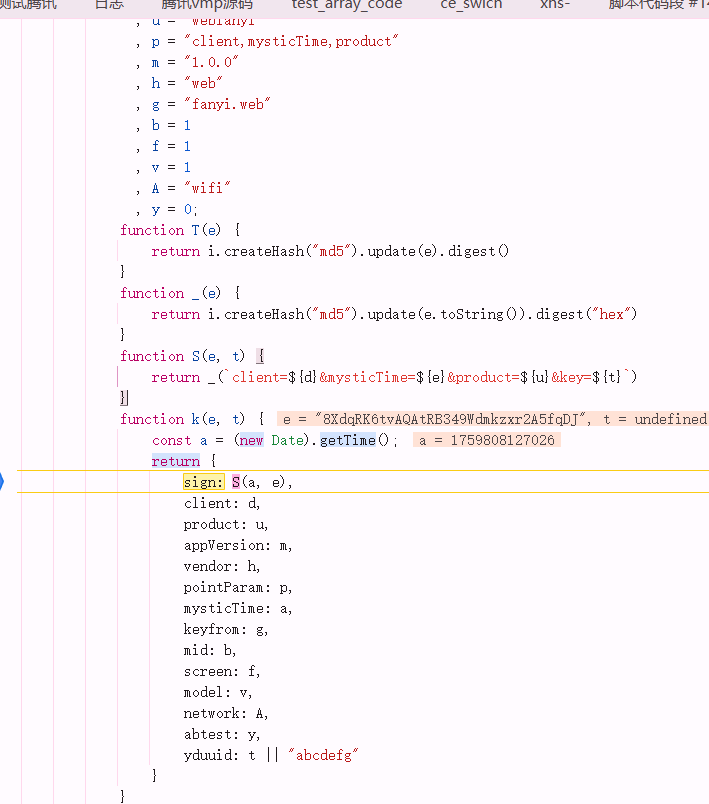 测试腾讯 日志 腾讯vmp源码 test_array_code ce_swich xhs- 脚本代码段 #14
, u = "webfanyi"
, p = "client,mysticTime,product"
, m = "1.0.0"
, h = "web"
, g = "fanyi.web"
, b = 1
, f = 1
, v = 1
, A = "wifi"
, y = 0;
function T(e) {
return i.createHash("md5").update(e).digest()
}
function _(e) {
return i.createHash("md5").update(e.toString()).digest("hex")
}
function S(e, t) {
return _(`client=${d}&mysticTime=${e}&product=${u}&key=${t}`)
}
function k(e, t) { e = "8XdqRK6tvAQAtRB349Wdmkzxr2A5fqDJ", t = undefined
const a = (new Date).getTime(); a = 1759808127026
return {
sign: S(a, e),
client: d,
product: u,
appVersion: m,
vendor: h,
pointParam: p,
mysticTime: a,
keyfrom: g,
mid: b,
screen: f,
model: v,
network: A,
abtest: y,
yduuid: t || "abcdefg"
}
}